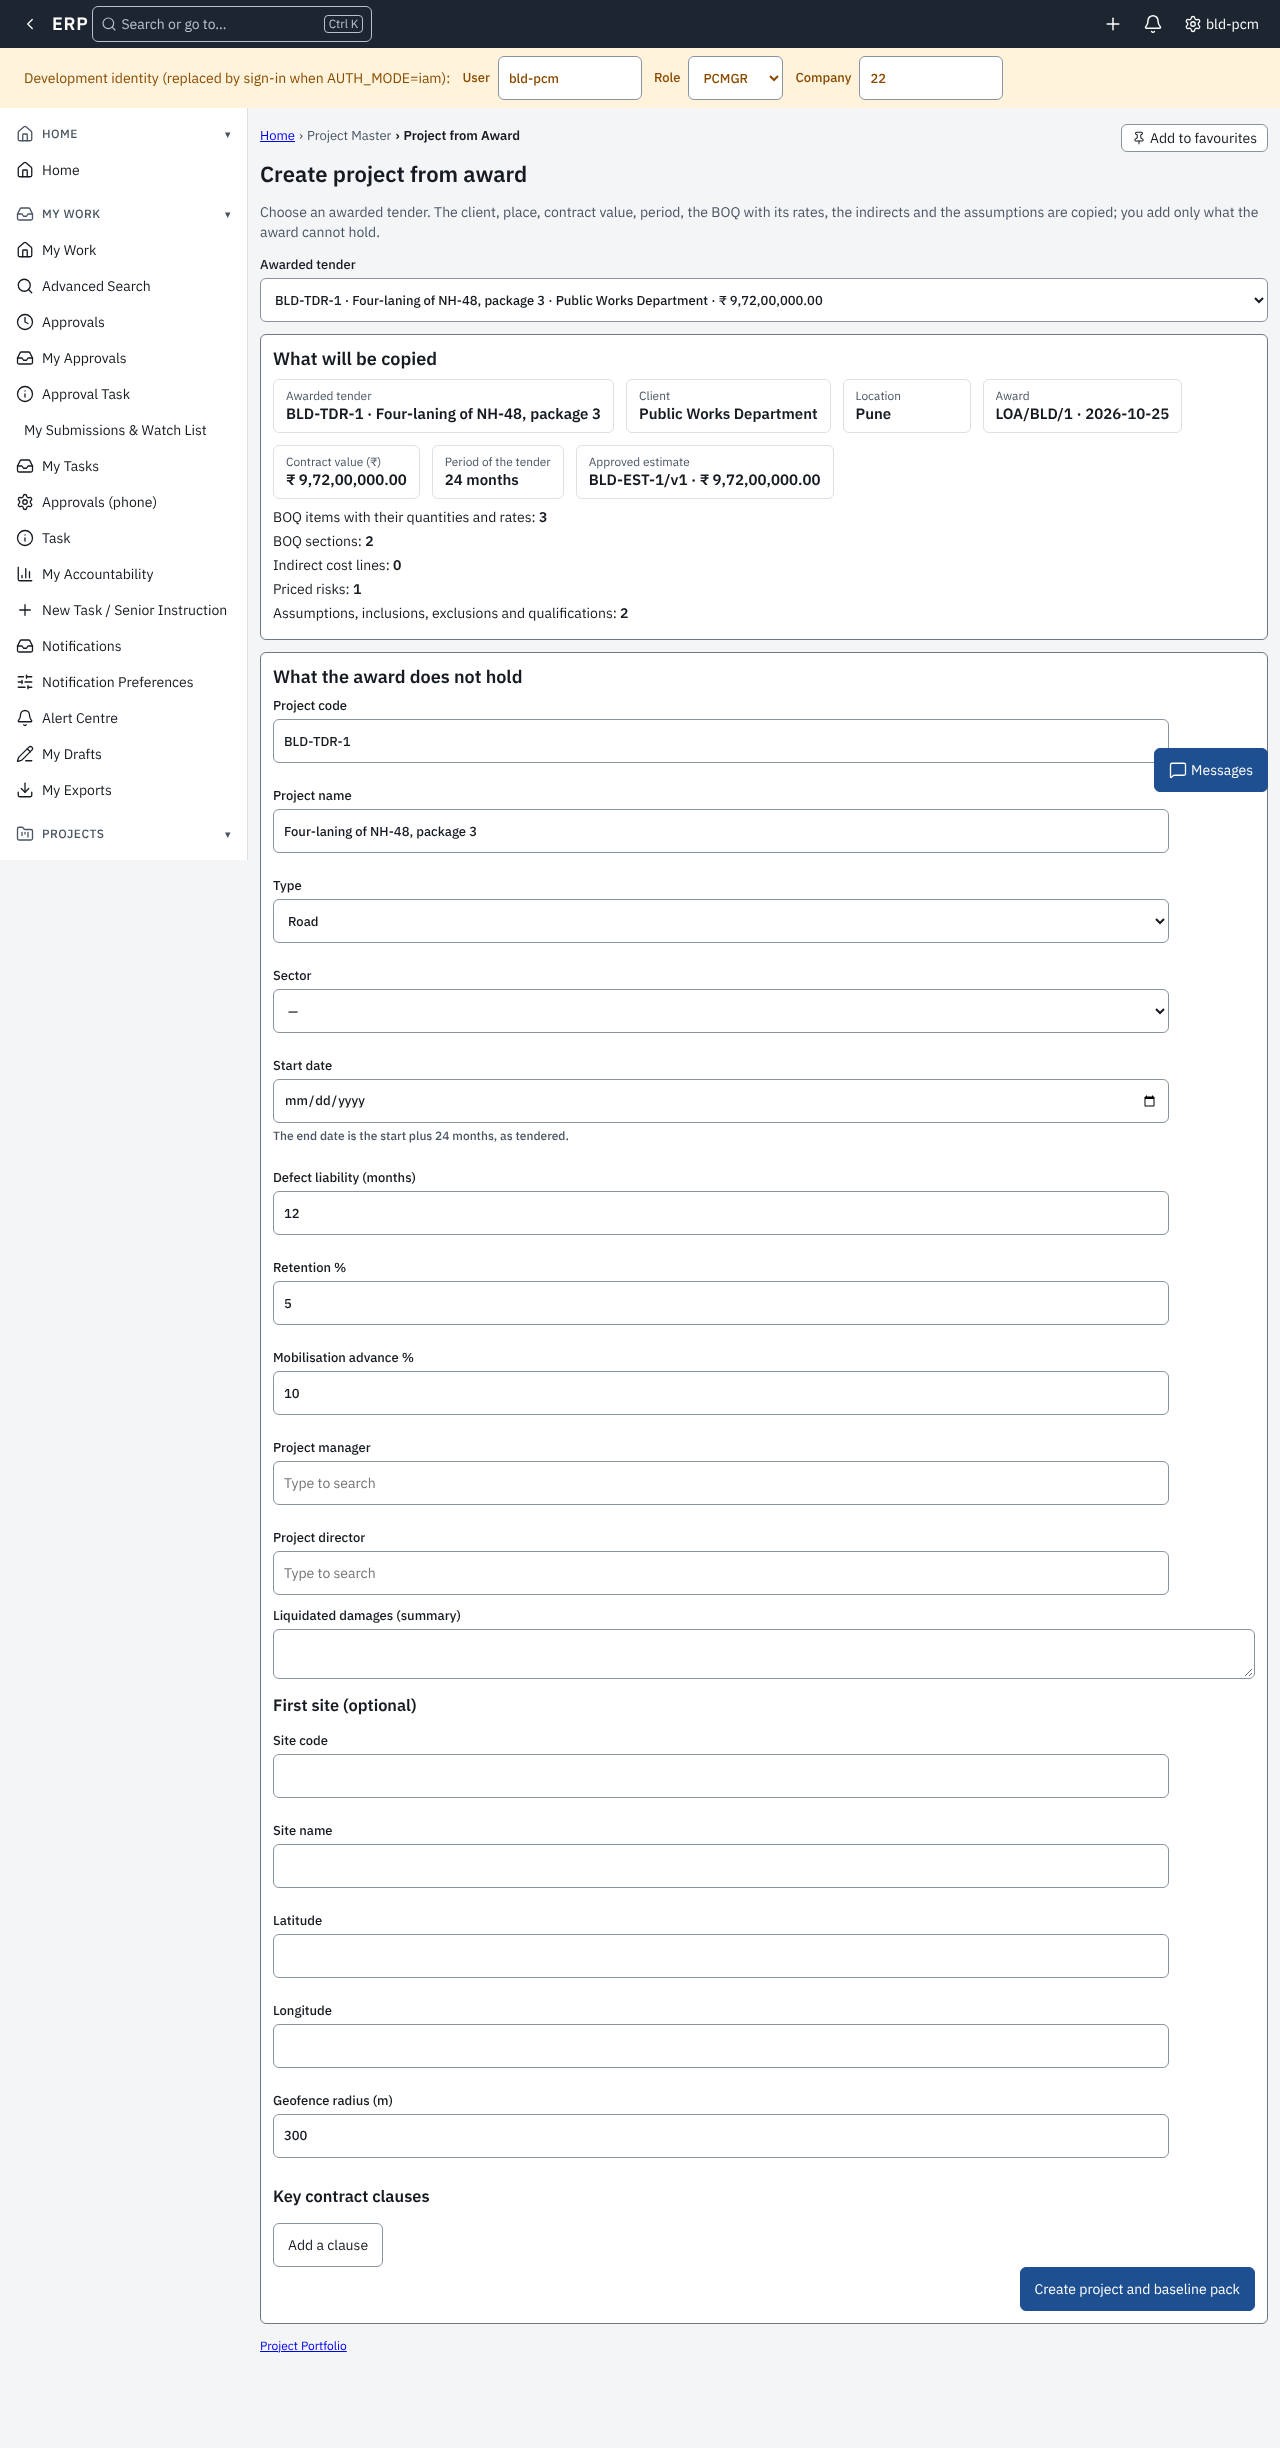 ERP
Search or go to...
Ctrl K
bld-pcm
Development identity (replaced by sign-in when AUTH_MODE=iam):
User
bld-pcm
Role
PCMGR
Company
22
HOME
Home
MY WORK
My Work
Advanced Search
Approvals
My Approvals
Approval Task
My Submissions & Watch List
My Tasks
Approvals (phone)
Task
My Accountability
New Task / Senior Instruction
Notifications
Notification Preferences
Alert Centre
My Drafts
My Exports
PROJECTS
Home › Project Master › Project from Award
Add to favourites
Create project from award
Choose an awarded tender. The client, place, contract value, period, the BOQ with its rates, the indirects and the assumptions are copied; you add only what the
award cannot hold.
Awarded tender
BLD-TDR-1 · Four-laning of NH-48, package 3 · Public Works Department · ₹ 9,72,00,000.00
What will be copied
Awarded tender
BLD-TDR-1 · Four-laning of NH-48, package 3
Client
Public Works Department
Location
Pune
Award
LOA/BLD/1 · 2026-10-25
Contract value (₹)
₹ 9,72,00,000.00
Period of the tender
24 months
Approved estimate
BLD-EST-1/v1 · ₹ 9,72,00,000.00
BOQ items with their quantities and rates: 3
BOQ sections: 2
Indirect cost lines: 0
Priced risks: 1
Assumptions, inclusions, exclusions and qualifications: 2
What the award does not hold
Project code
BLD-TDR-1
Messages
Project name
Four-laning of NH-48, package 3
Type
Road
Sector
—
Start date
mm/dd/yyyy
The end date is the start plus 24 months, as tendered.
Defect liability (months)
12
Retention %
5
Mobilisation advance %
10
Project manager
Type to search
Project director
Type to search
Liquidated damages (summary)
First site (optional)
Site code
Site name
Latitude
Longitude
Geofence radius (m)
300
Key contract clauses
Add a clause
Create project and baseline pack
Project Portfolio